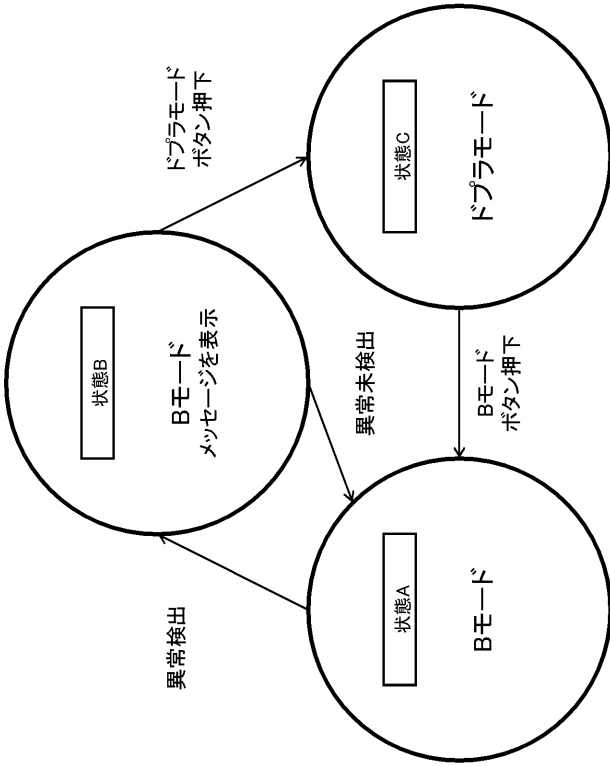 状態B
Bモード
メッセージを表示
異常検出
ドプラモード
ボタン押下
異常未検出
状態A
Bモード
Bモード
ボタン押下
状態C
ドプラモード